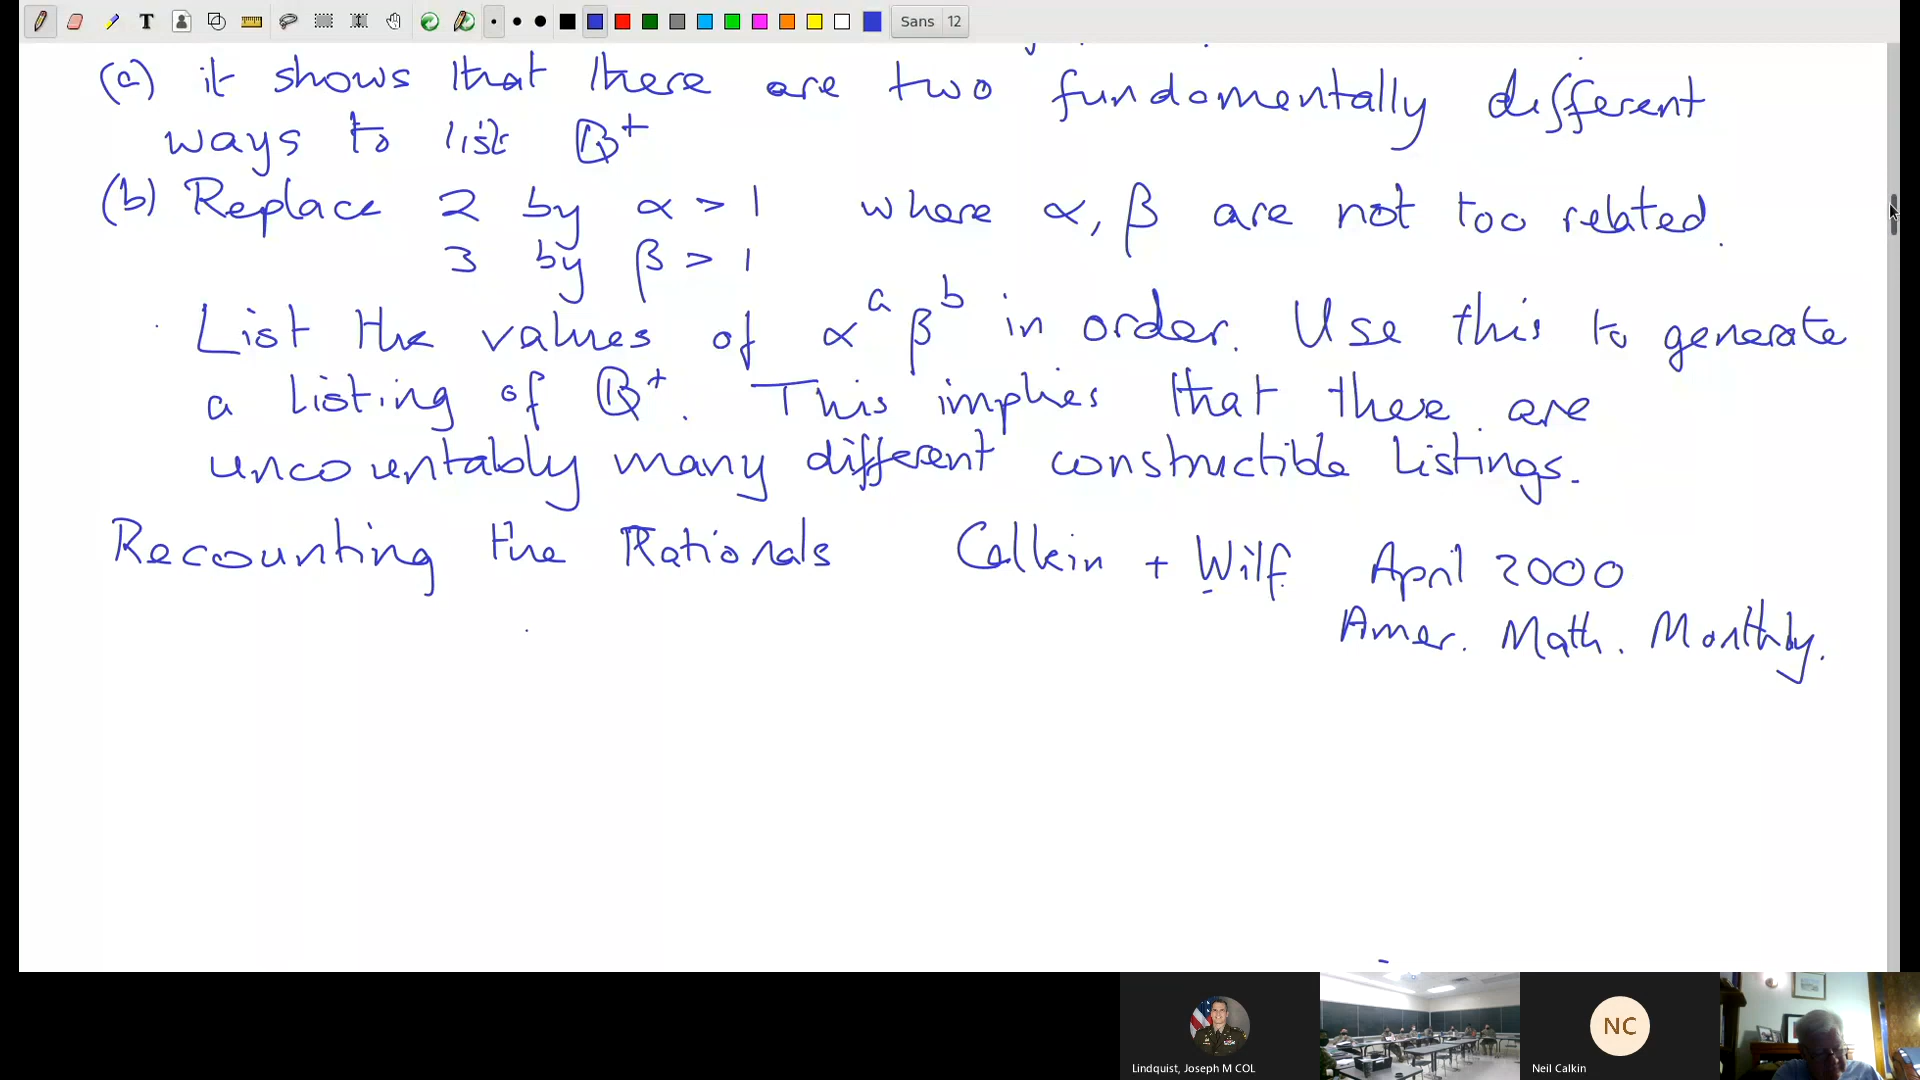 Sans 12
(a) it shows that there are two fundamentally different
ways to list Q⁺
(b) Replace 2 by α > 1 where α, β are not too related.
3 by β > 1
List the values of α^a β^b in order. Use this to generate
a listing of Q⁺. This implies that there are
uncountably many different constructible listings.
Recounting the Rationals Calkin + Wilf April 2000
Amer. Math. Monthly.
NC
Lindquist, Joseph M COL
Neil Calkin